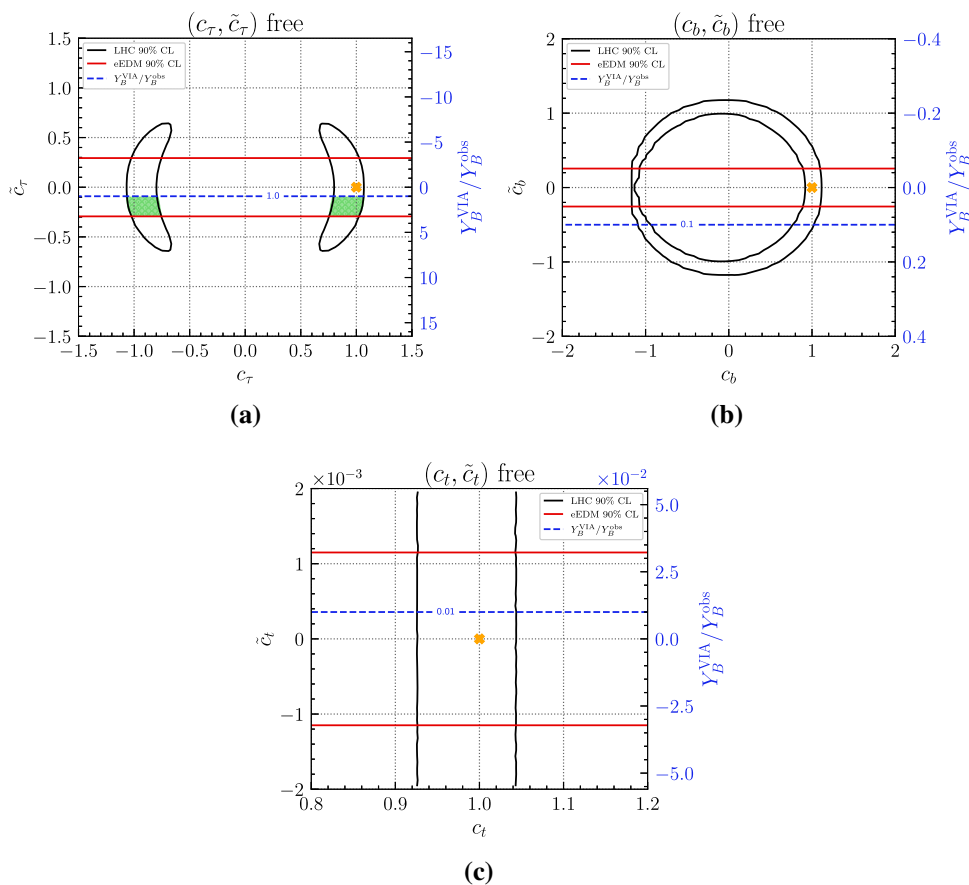 (c_τ, c̃_τ) free
LHC 90% CL
eEDM 90% CL
Y_B^VIA/Y_B^obs
1.5
1.0
0.5
0.0
−0.5
−1.0
−1.5
c̃_τ
1.0
−15
−10
−5
0
5
10
15
Y_B^VIA/Y_B^obs
−1.5
−1.0
−0.5
0.0
0.5
1.0
1.5
c_τ
(a)
(c_b, c̃_b) free
LHC 90% CL
eEDM 90% CL
Y_B^VIA/Y_B^obs
2
1
0
−1
−2
c̃_b
0.1
−0.4
−0.2
0.0
0.2
0.4
Y_B^VIA/Y_B^obs
−2
−1
0
1
2
c_b
(b)
×10^−3
(c_t, c̃_t) free
×10^−2
LHC 90% CL
eEDM 90% CL
Y_B^VIA/Y_B^obs
2
1
0
−1
−2
c̃_t
0.01
5.0
2.5
0.0
−2.5
−5.0
Y_B^VIA/Y_B^obs
0.8
0.9
1.0
1.1
1.2
c_t
(c)